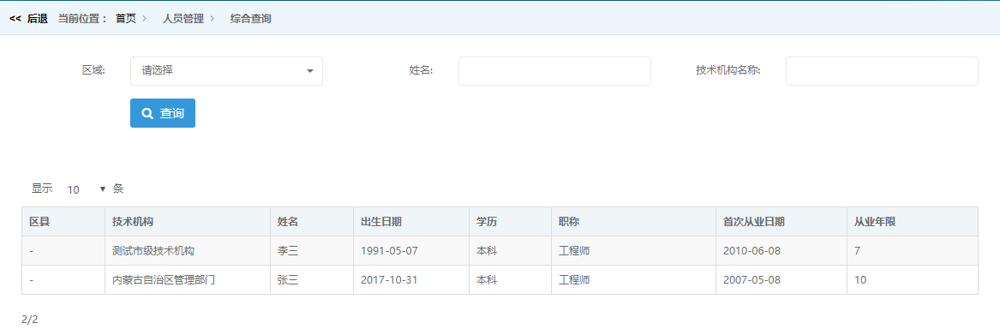 << 后退 当前位置： 首页 > 人员管理 > 综合查询
区域: 请选择 姓名: 技术机构名称:
查询
显示 10 条
区县 技术机构 姓名 出生日期 学历 职称 首次从业日期 从业年限
- 测试市级技术机构 李三 1991-05-07 本科 工程师 2010-06-08 7
- 内蒙古自治区管理部门 张三 2017-10-31 本科 工程师 2007-05-08 10
2/2